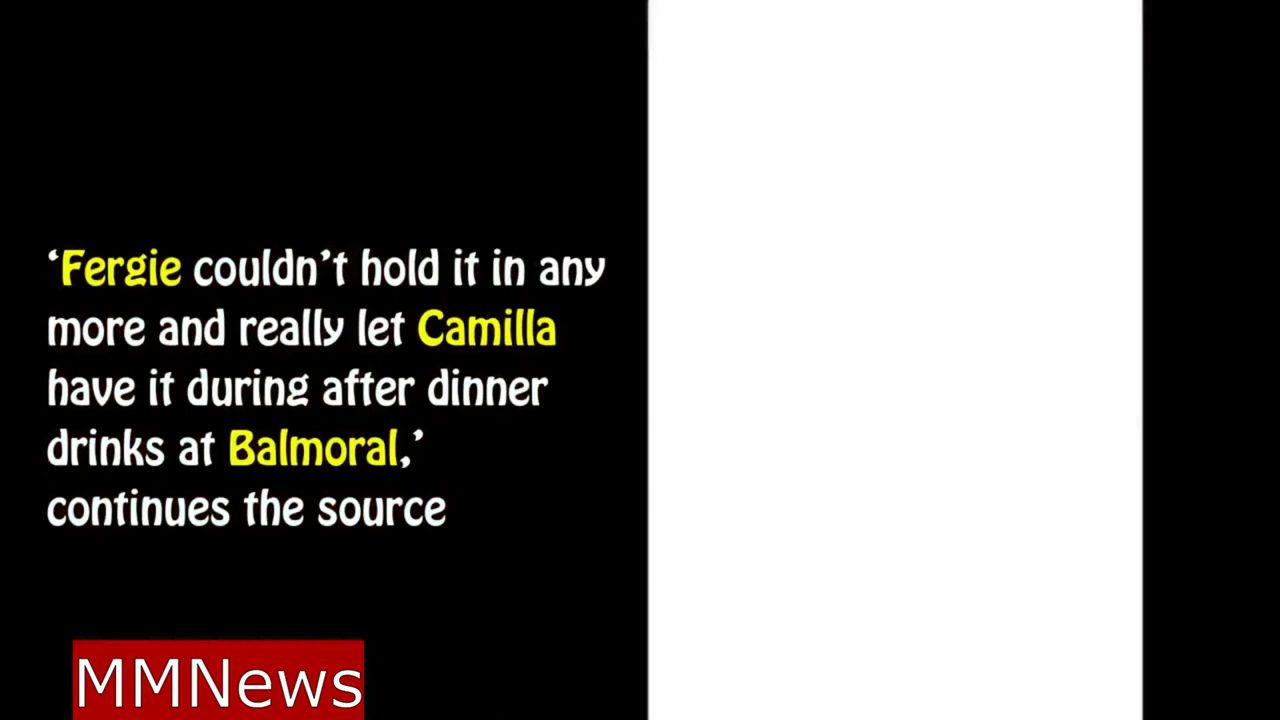 ‘Fergie couldn’t hold it in any
more and really let Camilla
have it during after dinner
drinks at Balmoral,’
continues the source
MMNews